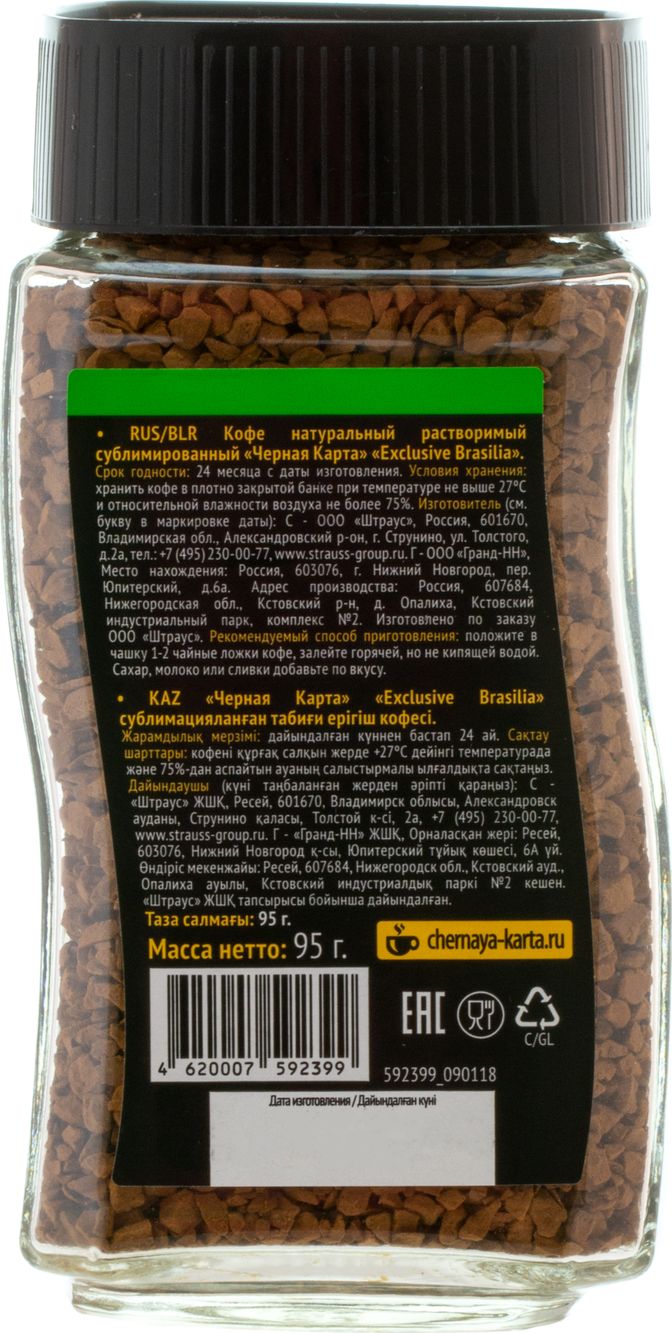 • RUS/BLR Кофе натуральный растворимый
сублимированный «Черная Карта» «Exclusive Brasilia».
Срок годности: 24 месяца с даты изготовления. Условия хранения:
хранить кофе в плотно закрытой банке при температуре не выше 27°С
и относительной влажности воздуха не более 75%. Изготовитель (см.
букву в маркировке даты): С - ООО «Штраус», Россия, 601670,
Владимирская обл., Александровский р-он, г. Струнино, ул. Толстого,
д.2а, тел.: +7 (495) 230-00-77, www.strauss-group.ru. Г - ООО «Гранд-НН»,
Место нахождения: Россия, 603076, г. Нижний Новгород, пер.
Юпитерский, д.6а. Адрес производства: Россия, 607684,
Нижегородская обл., Кстовский р-н, д. Опалиха, Кстовский
индустриальный парк, комплекс №2. Изготовлено по заказу
ООО «Штраус». Рекомендуемый способ приготовления: положите в
чашку 1-2 чайные ложки кофе, залейте горячей, но не кипящей водой.
Сахар, молоко или сливки добавьте по вкусу.
• KAZ «Черная Карта» «Exclusive Brasilia»
сублимацияланған табиғи ерігіш кофесі.
Жарамдылық мерзімі: дайындалған күннен бастап 24 ай. Сақтау
шарттары: кофені құрғақ салқын жерде +27°С дейінгі температурада
және 75%-дан аспайтын ауаның салыстырмалы ылғалдықта сақтаңыз.
Дайындаушы (күні таңбаланған жерден әріпті қараңыз): С -
«Штраус» ЖШҚ, Ресей, 601670, Владимир облысы, Александровск
ауданы, Струнино қаласы, Толстой к-сі, 2а, +7 (495) 230-00-77,
www.strauss-group.ru. Г - «Гранд-НН» ЖШҚ, Орналасқан жері: Ресей,
603076, Нижний Новгород қ-сы, Юпитерский тұйық көшесі, 6А үй.
Өндіріс мекенжайы: Ресей, 607684, Нижегородск обл., Кстовский ауд.,
Опалиха ауылы, Кстовский индустриалдық паркі №2 кешен.
«Штраус» ЖШҚ тапсырысы бойынша дайындалған.
Таза салмағы: 95 г.
Масса нетто: 95 г.
chernaya-karta.ru
EAC
C/GL
4 620007 592399
592399_090118
Дата изготовления / Дайындалған күні